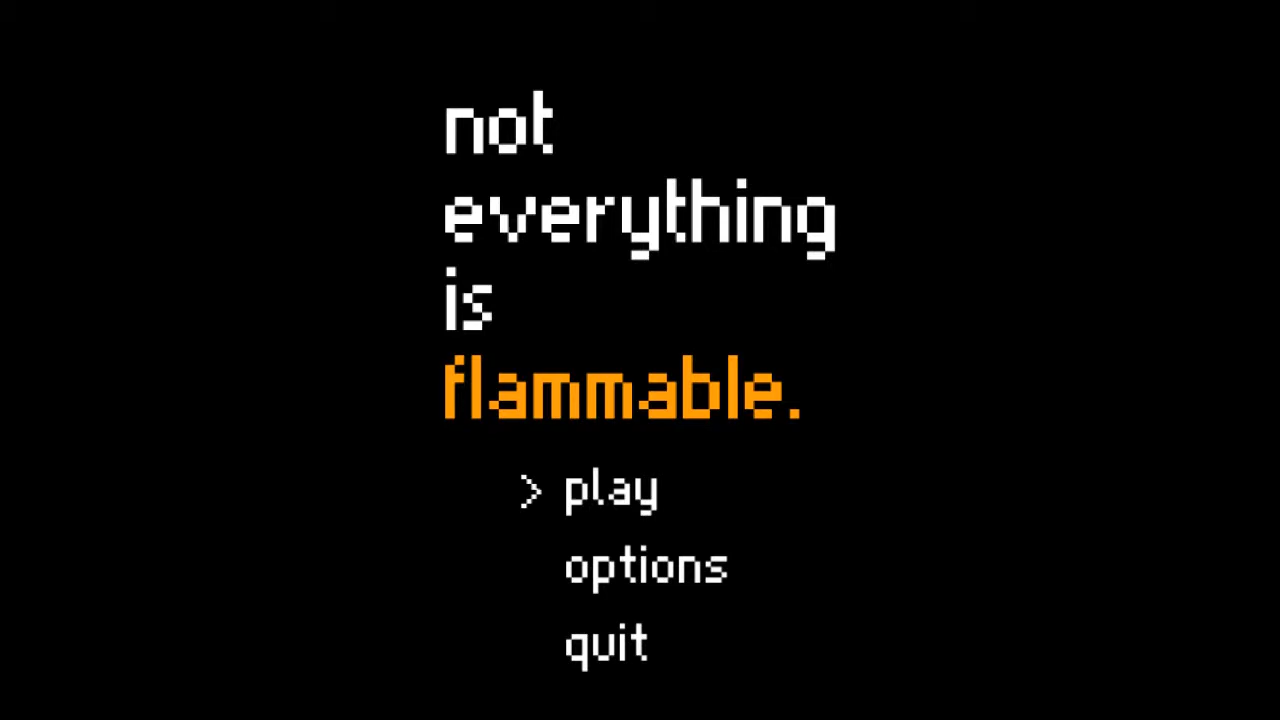 not
everything
is
flammable.
> play
options
quit